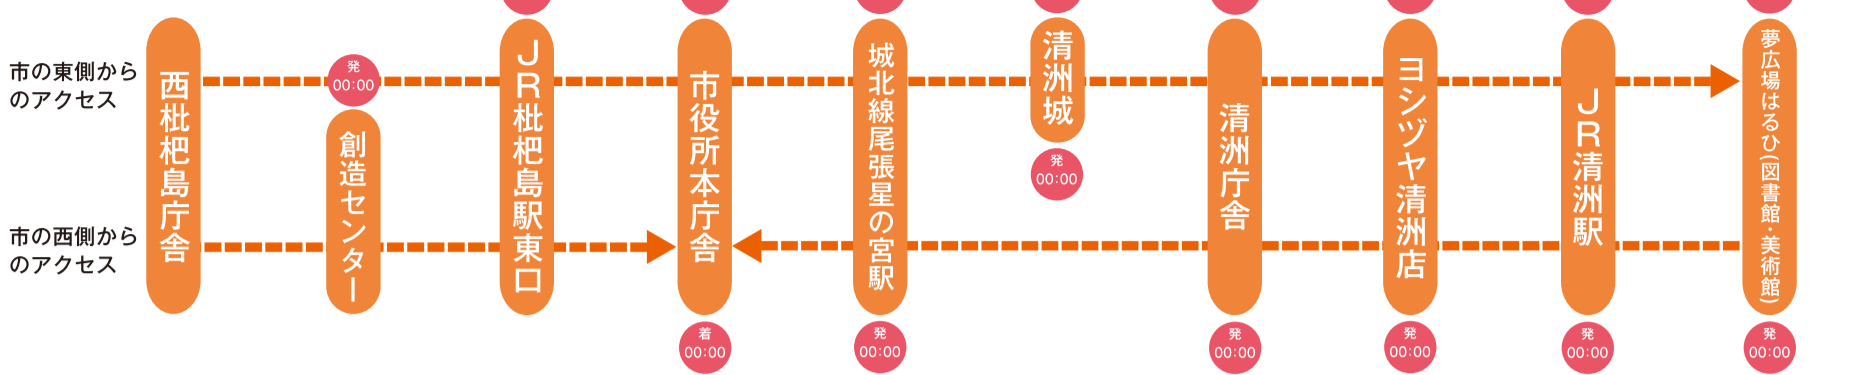 市の東側から
のアクセス
市の西側から
のアクセス
西枇杷島庁舎
発
00:00
創造センター
JR枇杷島駅東口
市役所本庁舎
着
00:00
城北線尾張星の宮駅
発
00:00
清洲城
発
00:00
清洲庁舎
発
00:00
ヨシヅヤ清洲店
発
00:00
JR清洲駅
発
00:00
夢広場はるひ(図書館・美術館)
発
00:00